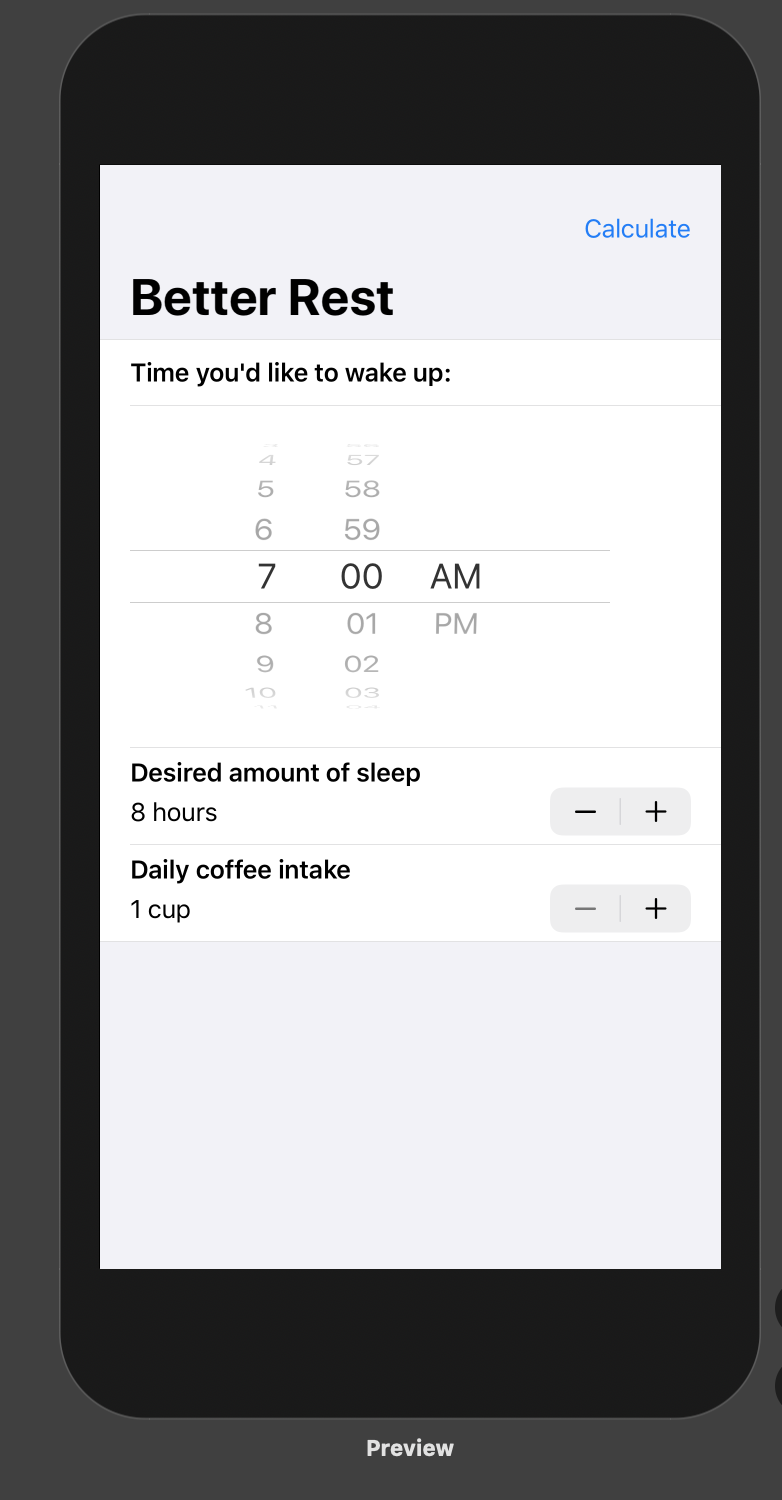 Calculate
Better Rest
Time you'd like to wake up:
4 57
5 58
6 59
7 00 AM
8 01 PM
9 02
10 03
Desired amount of sleep
8 hours
− +
Daily coffee intake
1 cup
− +
Preview